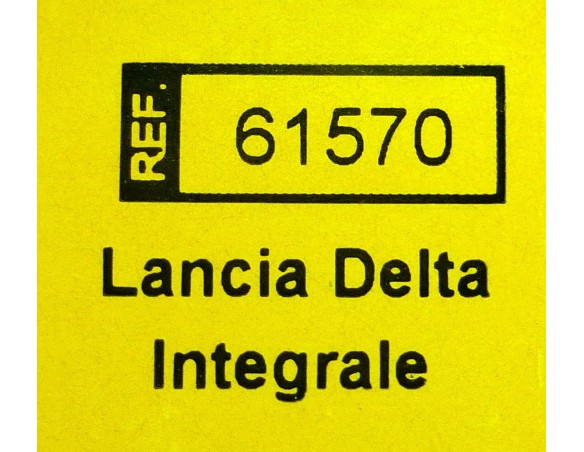 REF. 61570
Lancia Delta
Integrale